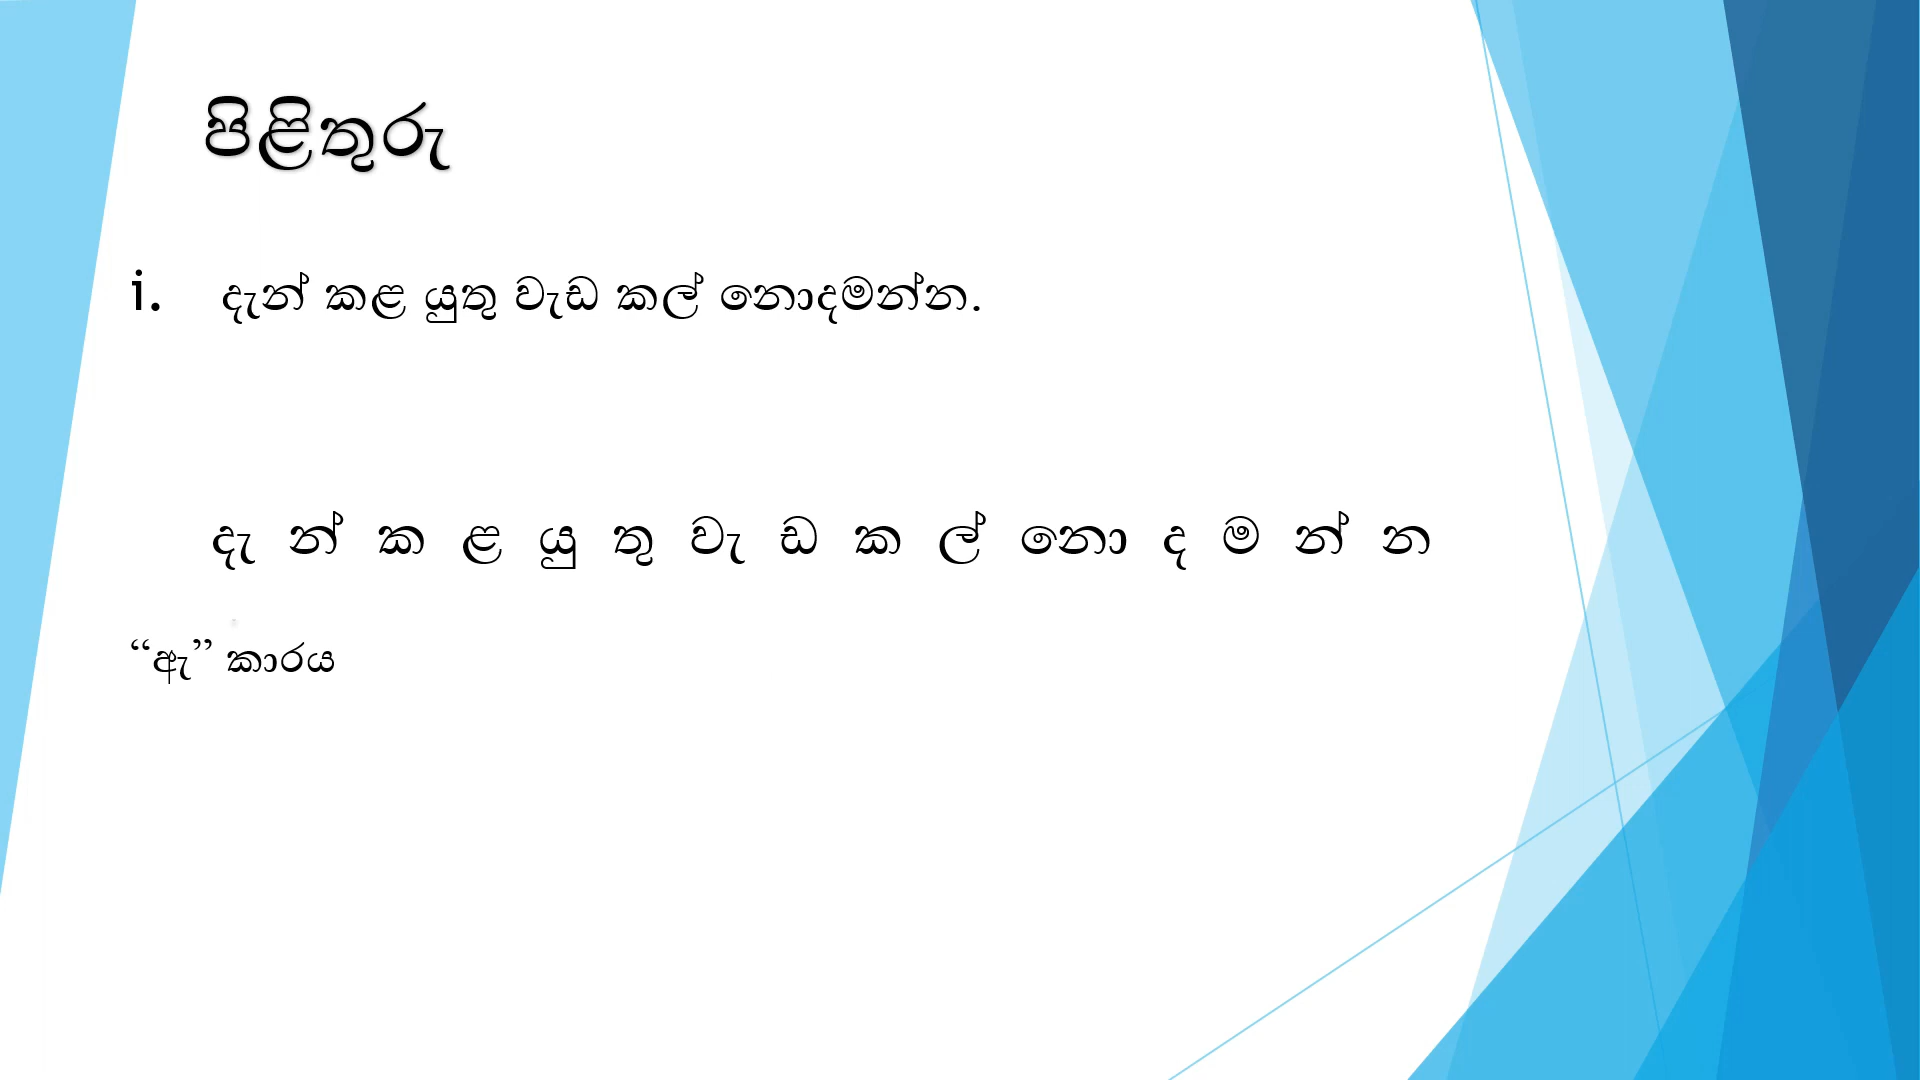 පිළිතුරු
i. දැන් කළ යුතු වැඩ කල් නොදමන්න.
දැ න් ක ළ යු තු වැ ඩ ක ල් නො ද ම න් න
“ඇ” කාරය